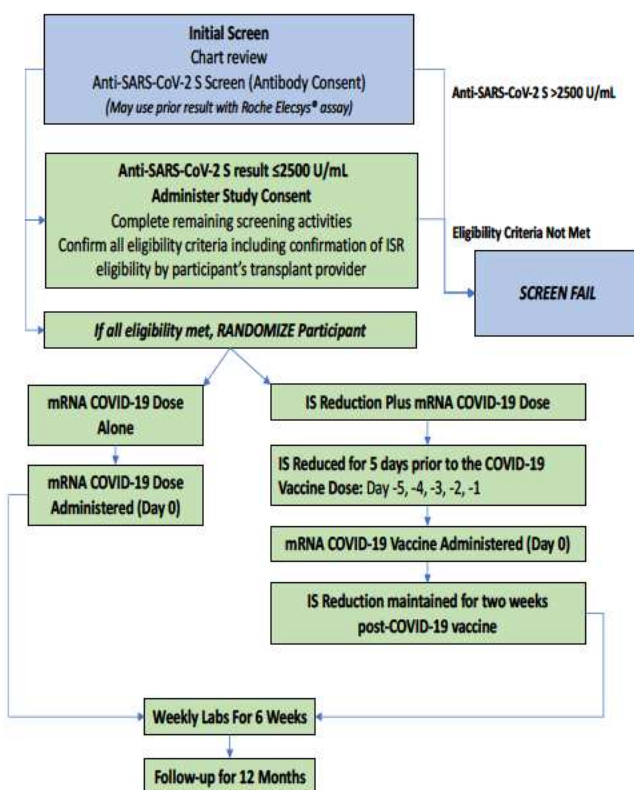 Initial Screen
Chart review
Anti-SARS-CoV-2 S Screen (Antibody Consent)
(May use prior result with Roche Elecsys® assay)
Anti-SARS-CoV-2 S >2500 U/mL
Anti-SARS-CoV-2 S result ≤2500 U/mL
Administer Study Consent
Complete remaining screening activities
Confirm all eligibility criteria including confirmation of ISR
eligibility by participant's transplant provider
Eligibility Criteria Not Met
SCREEN FAIL
If all eligibility met, RANDOMIZE Participant
mRNA COVID-19 Dose
Alone
mRNA COVID-19 Dose
Administered (Day 0)
IS Reduction Plus mRNA COVID-19 Dose
IS Reduced for 5 days prior to the COVID-19
Vaccine Dose: Day -5, -4, -3, -2, -1
mRNA COVID-19 Vaccine Administered (Day 0)
IS Reduction maintained for two weeks
post-COVID-19 vaccine
Weekly Labs For 6 Weeks
Follow-up for 12 Months